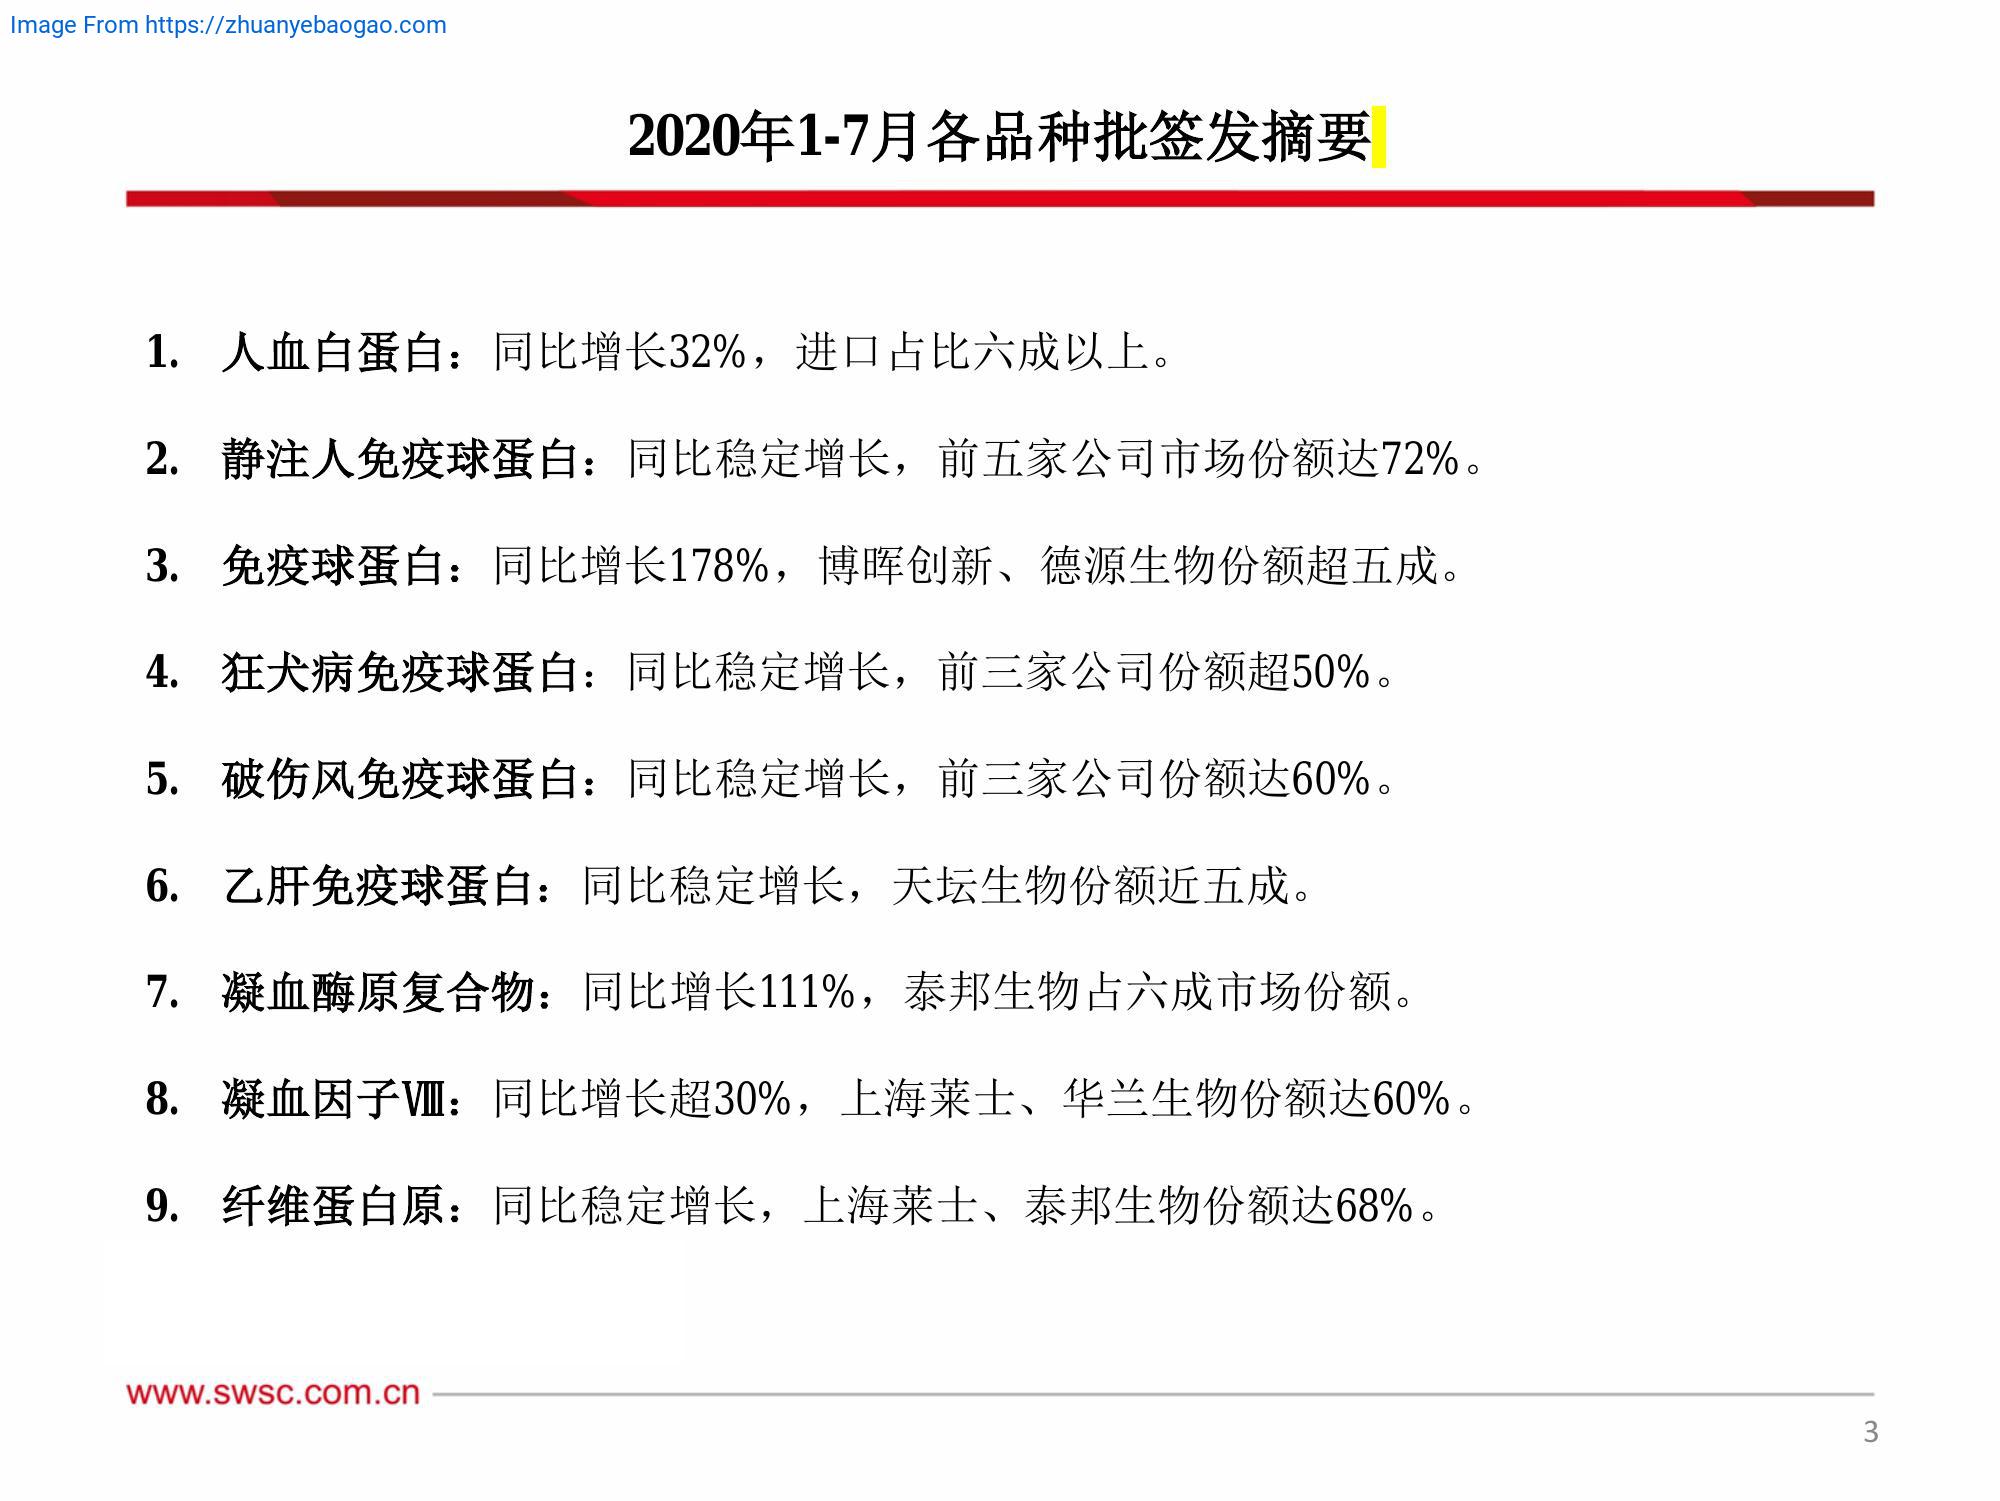 Image From https://zhuanyebaogao.com
2020年1-7月各品种批签发摘要
1. 人血白蛋白：同比增长32%，进口占比六成以上。
2. 静注人免疫球蛋白：同比稳定增长，前五家公司市场份额达72%。
3. 免疫球蛋白：同比增长178%，博晖创新、德源生物份额超五成。
4. 狂犬病免疫球蛋白：同比稳定增长，前三家公司份额超50%。
5. 破伤风免疫球蛋白：同比稳定增长，前三家公司份额达60%。
6. 乙肝免疫球蛋白：同比稳定增长，天坛生物份额近五成。
7. 凝血酶原复合物：同比增长111%，泰邦生物占六成市场份额。
8. 凝血因子Ⅷ：同比增长超30%，上海莱士、华兰生物份额达60%。
9. 纤维蛋白原：同比稳定增长，上海莱士、泰邦生物份额达68%。
www.swsc.com.cn
3